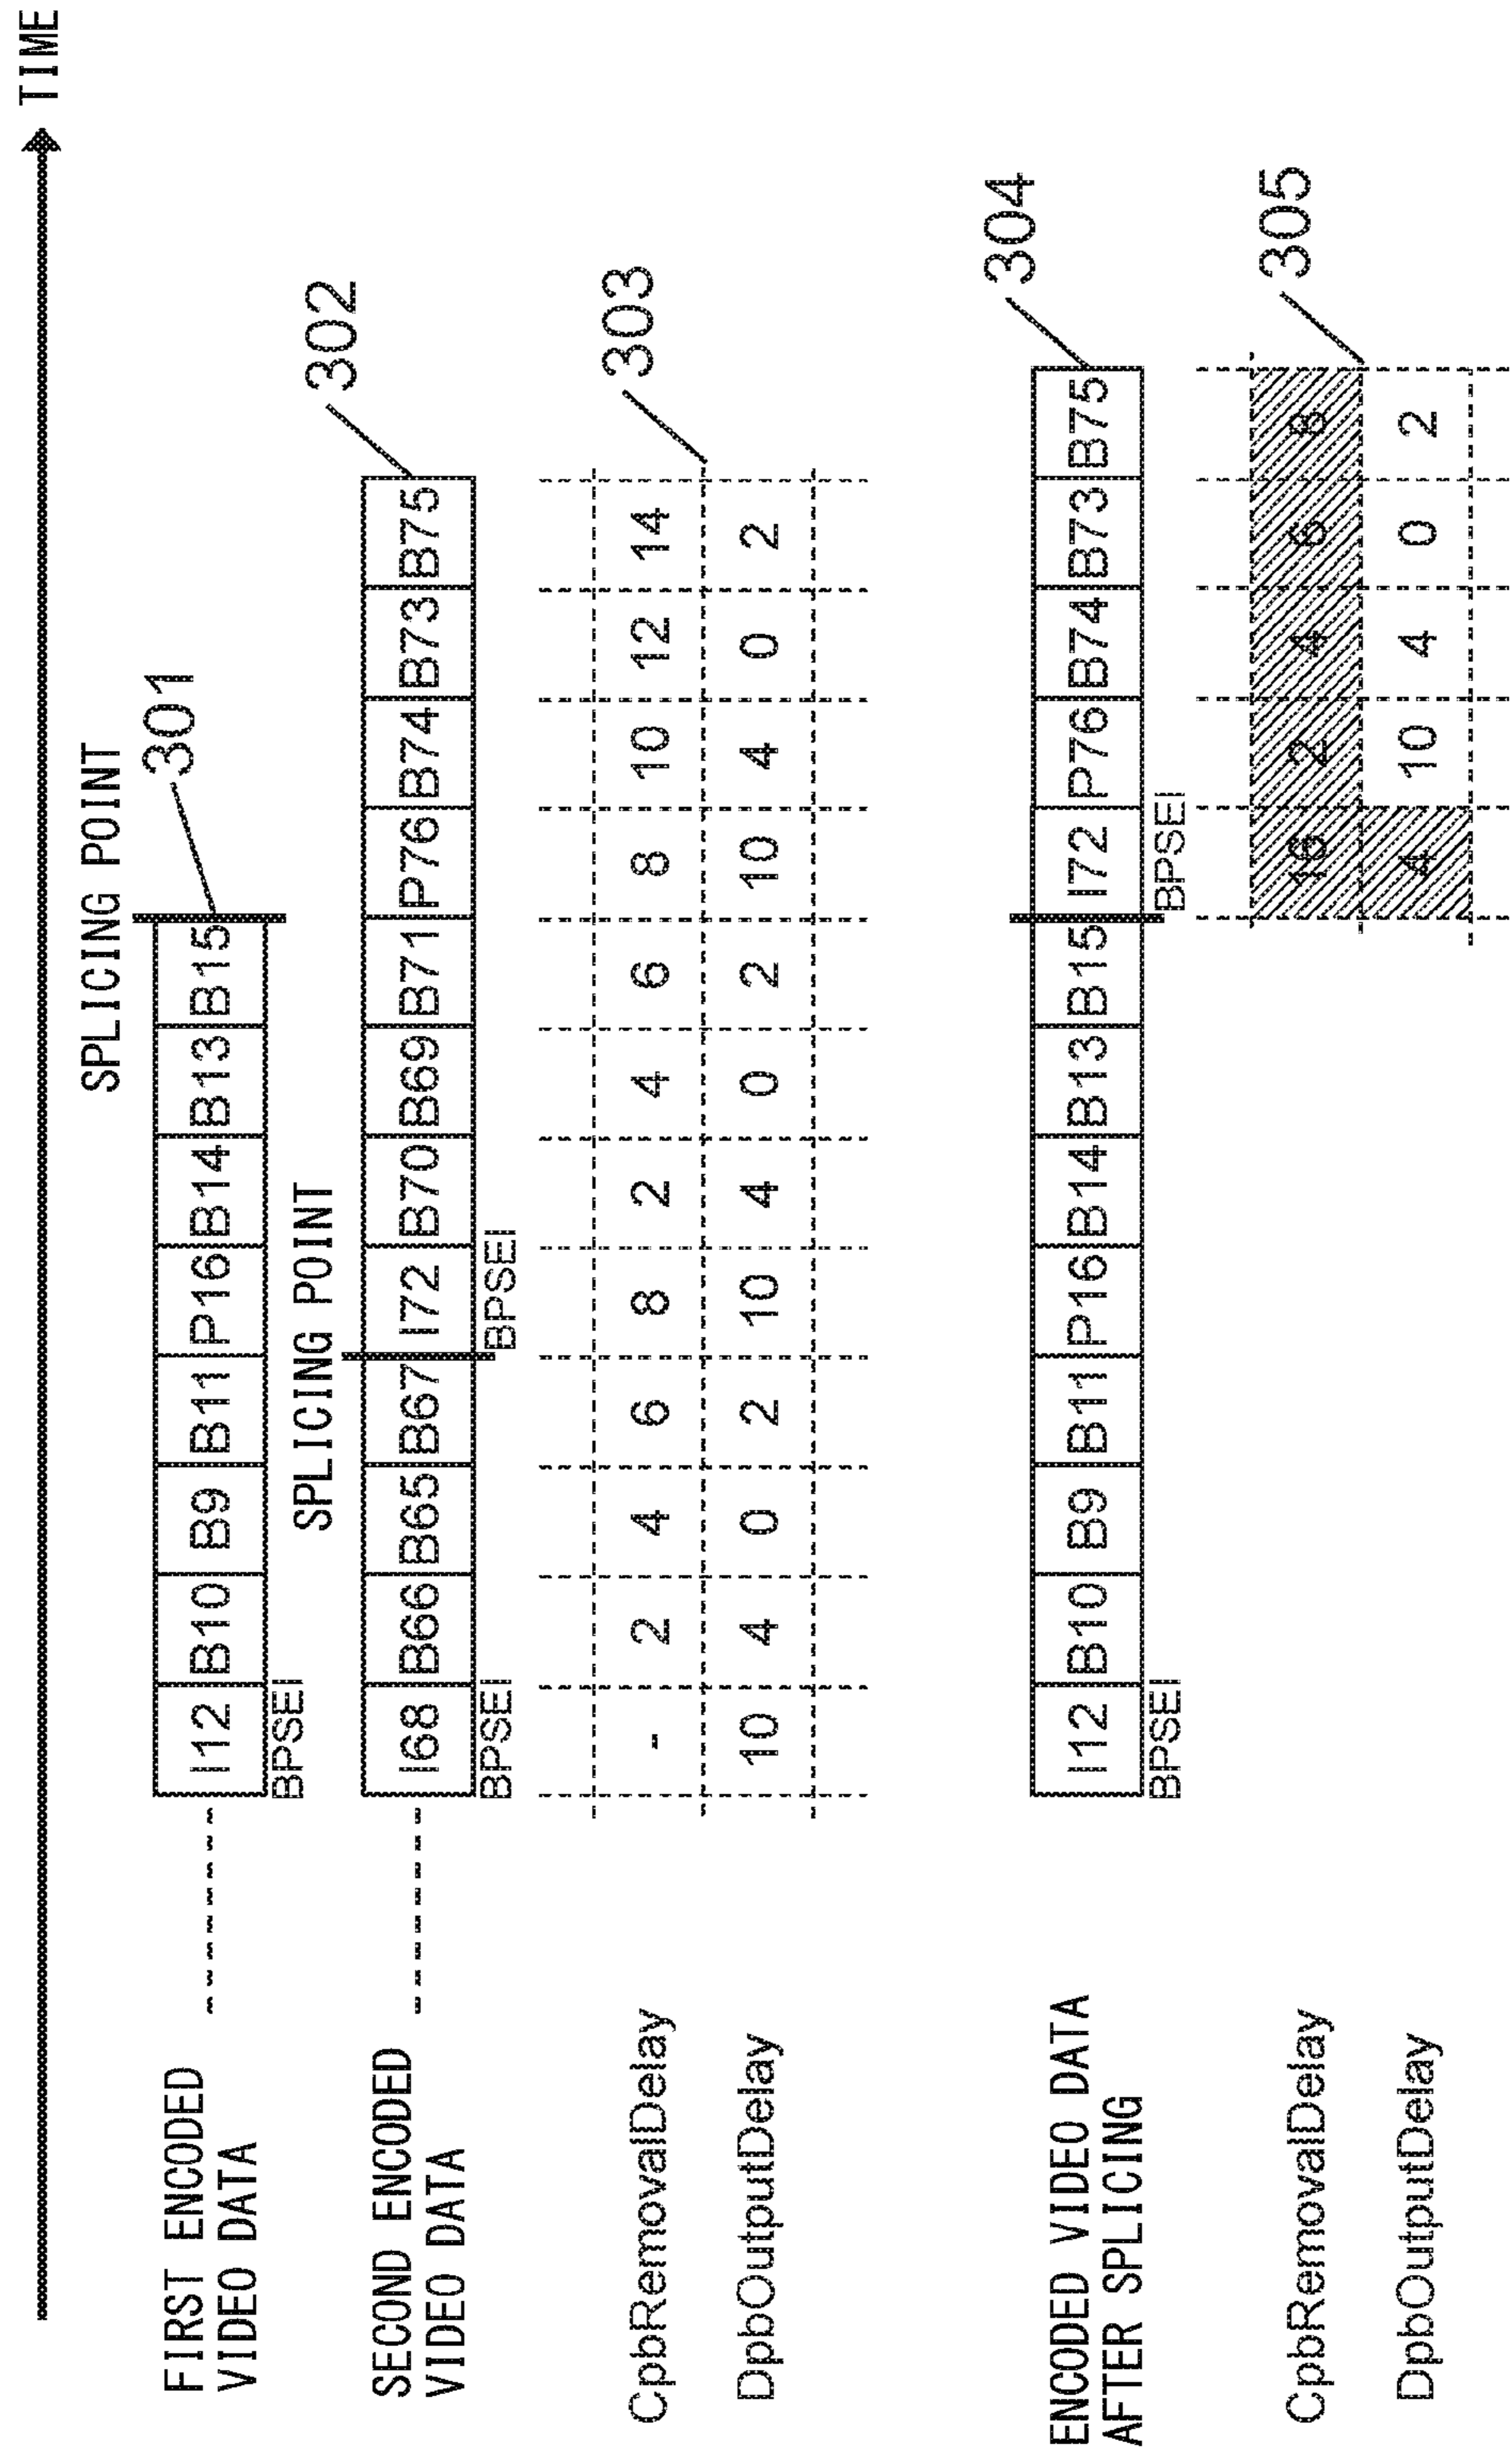 TIME
SPLICING POINT
301
FIRST ENCODED
VIDEO DATA
I12 B10 B9 B11 P16 B14 B13 B15
BPSEI
SPLICING POINT
302
SECOND ENCODED
VIDEO DATA
I68 B66 B65 B67 I72 B70 B69 B71 P76 B74 B73 B75
BPSEI BPSEI
303
CpbRemovalDelay - 2 4 6 8 2 4 6 8 10 12 14
DpbOutputDelay 10 4 0 2 10 4 0 2 10 4 0 2
304
ENCODED VIDEO DATA
AFTER SPLICING
I12 B10 B9 B11 P16 B14 B13 B15 I72 P76 B74 B73 B75
BPSEI BPSEI
305
CpbRemovalDelay 16 2 4 6 8
DpbOutputDelay 4 10 4 0 2